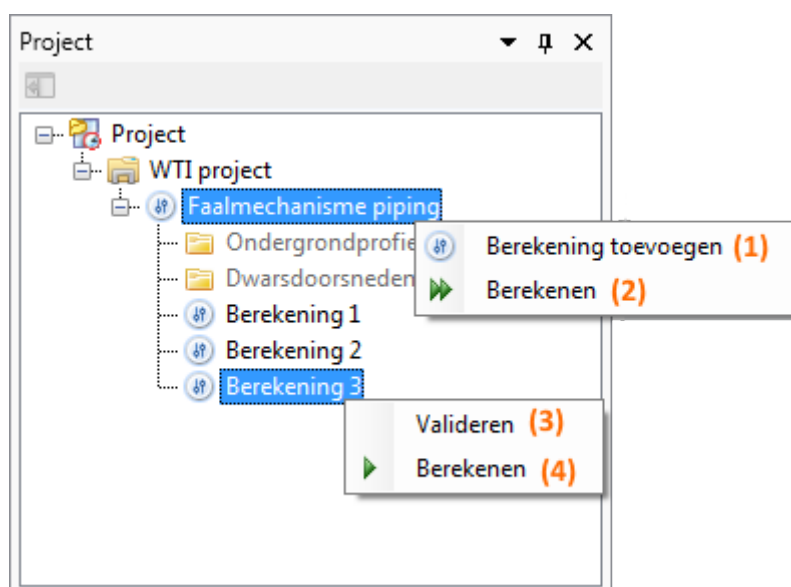 Project
Project
WTI project
Faalmechanisme piping
Ondergrondprofie
Berekening toevoegen (1)
Dwarsdoorsneden
Berekenen (2)
Berekening 1
Berekening 2
Berekening 3
Valideren (3)
Berekenen (4)